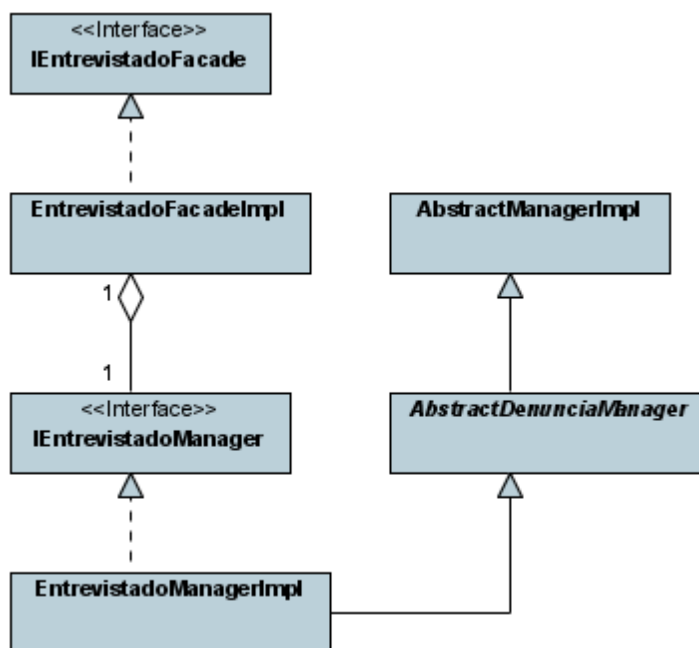 <<Interface>>
IEntrevistadoFacade
EntrevistadoFacadeImpl
AbstractManagerImpl
1
1
<<Interface>>
IEntrevistadoManager
AbstractDenunciaManager
EntrevistadoManagerImpl